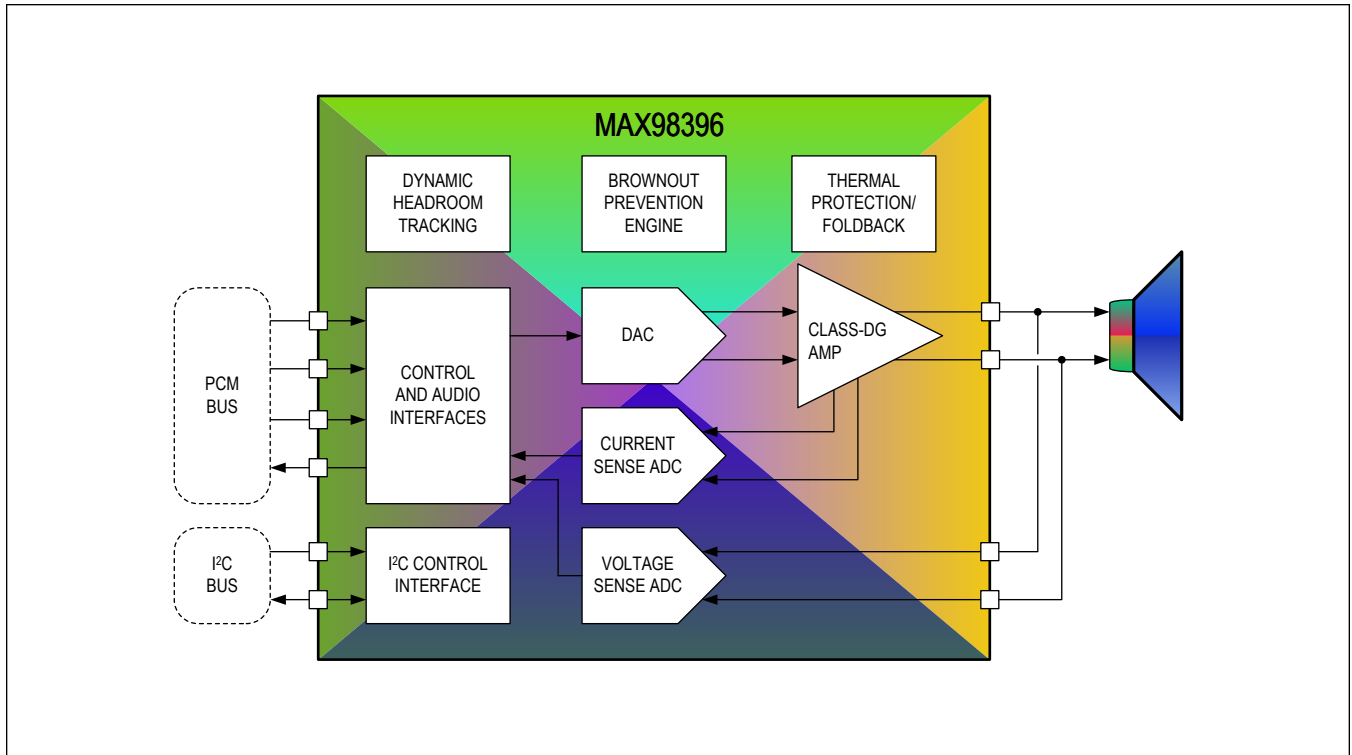 MAX98396
DYNAMIC
HEADROOM
TRACKING
BROWNOUT
PREVENTION
ENGINE
THERMAL
PROTECTION/
FOLDBACK
PCM
BUS
CONTROL
AND AUDIO
INTERFACES
DAC
CLASS-DG
AMP
CURRENT
SENSE ADC
I²C
BUS
I²C CONTROL
INTERFACE
VOLTAGE
SENSE ADC